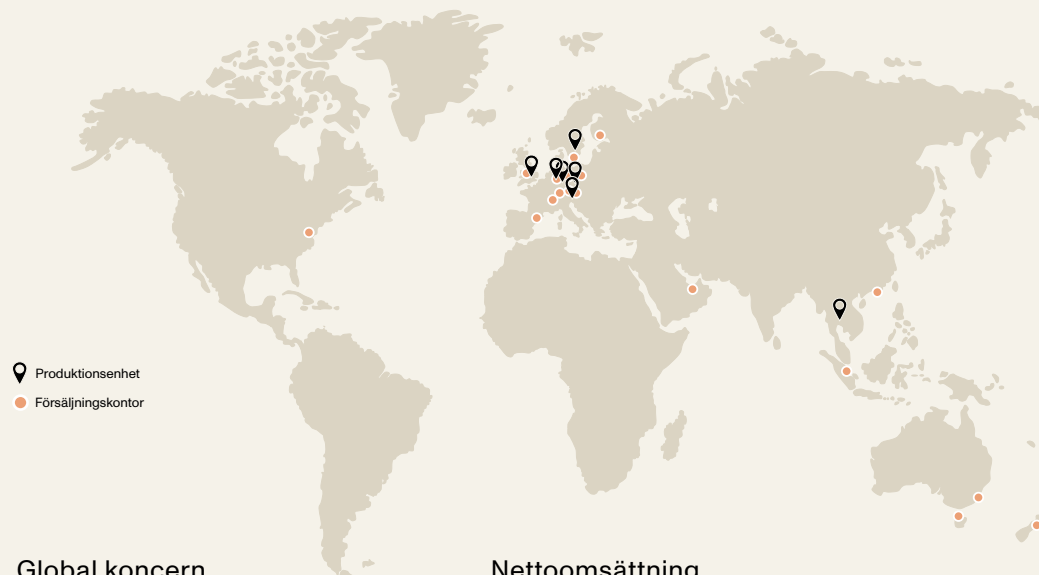 Produktionsenhet
Försäljningskontor
Global koncern
Nettoomsättning